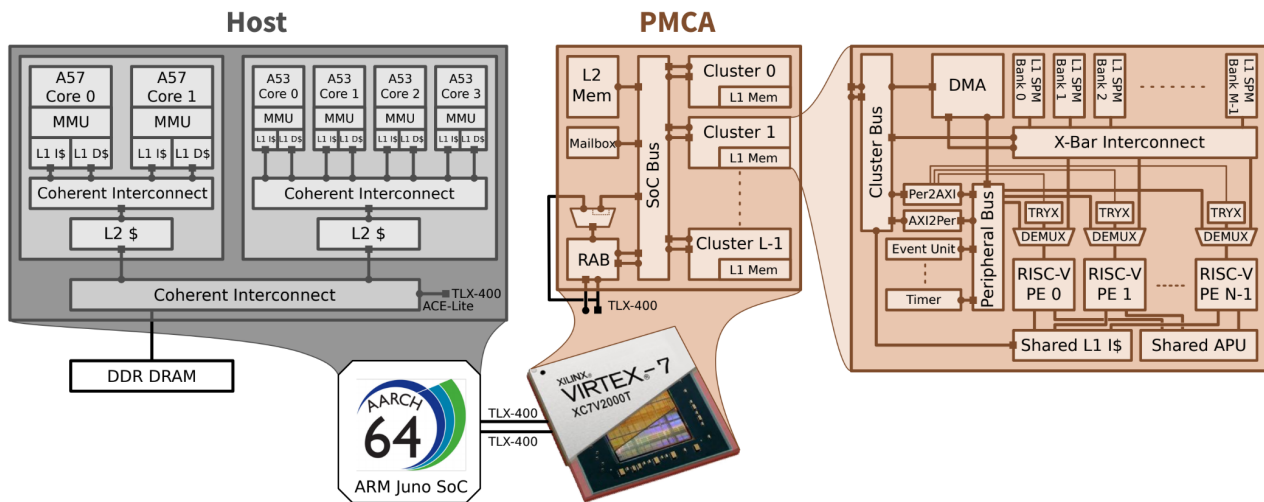 Host
PMCA
A57
Core 0
MMU
L1 I$
L1 D$
A57
Core 1
MMU
L1 I$
L1 D$
Coherent Interconnect
L2 $
A53
Core 0
MMU
L1 I$
L1 D$
A53
Core 1
MMU
L1 I$
L1 D$
A53
Core 2
MMU
L1 I$
L1 D$
A53
Core 3
MMU
L1 I$
L1 D$
Coherent Interconnect
L2 $
Coherent Interconnect
TLX-400
ACE-Lite
DDR DRAM
AARCH
64
ARM Juno SoC
TLX-400
TLX-400
L2
Mem
Mailbox
RAB
SoC Bus
Cluster 0
L1 Mem
Cluster 1
L1 Mem
Cluster L-1
L1 Mem
TLX-400
XILINX®
VIRTEX®-7
XC7V2000T
Cluster Bus
DMA
L1 SPM
Bank 0
L1 SPM
Bank 1
L1 SPM
Bank 2
L1 SPM
Bank M-1
X-Bar Interconnect
Per2AXI
AXI2Per
Event Unit
Timer
Peripheral Bus
TRYX
DEMUX
RISC-V
PE 0
TRYX
DEMUX
RISC-V
PE 1
TRYX
DEMUX
RISC-V
PE N-1
Shared L1 I$
Shared APU